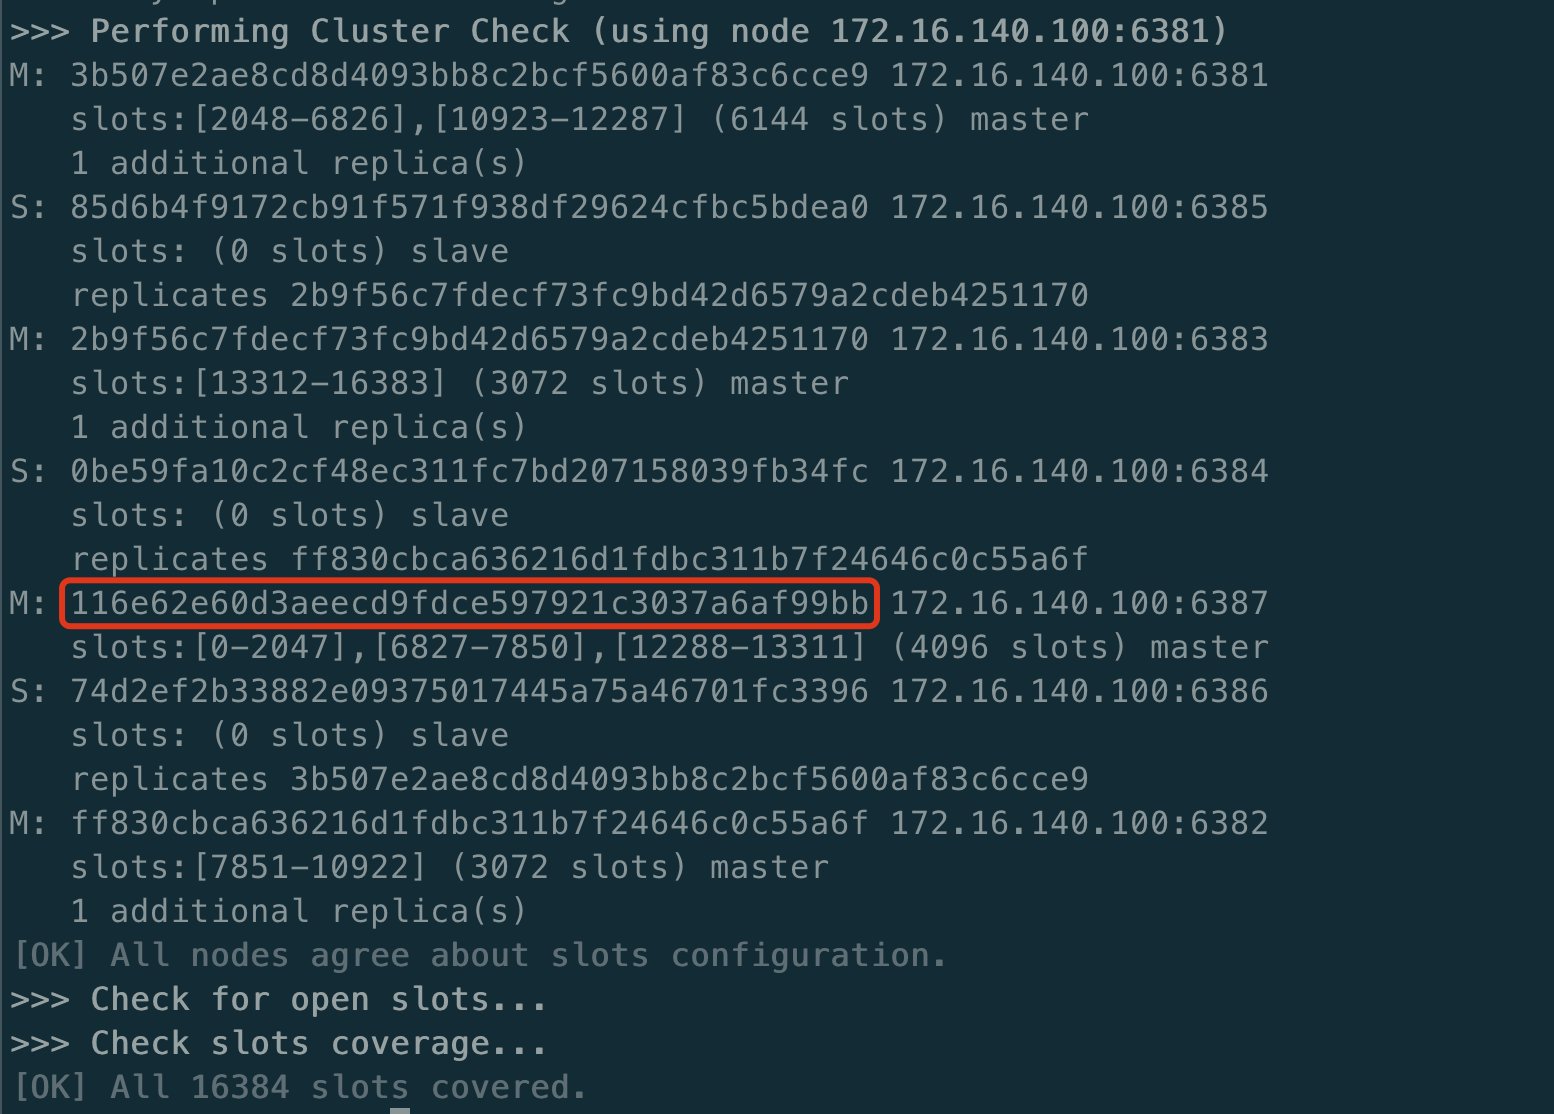 >>> Performing Cluster Check (using node 172.16.140.100:6381)
M: 3b507e2ae8cd8d4093bb8c2bcf5600af83c6cce9 172.16.140.100:6381
   slots:[2048-6826],[10923-12287] (6144 slots) master
   1 additional replica(s)
S: 85d6b4f9172cb91f571f938df29624cfbc5bdea0 172.16.140.100:6385
   slots: (0 slots) slave
   replicates 2b9f56c7fdecf73fc9bd42d6579a2cdeb4251170
M: 2b9f56c7fdecf73fc9bd42d6579a2cdeb4251170 172.16.140.100:6383
   slots:[13312-16383] (3072 slots) master
   1 additional replica(s)
S: 0be59fa10c2cf48ec311fc7bd207158039fb34fc 172.16.140.100:6384
   slots: (0 slots) slave
   replicates ff830cbca636216d1fdbc311b7f24646c0c55a6f
M: 116e62e60d3aeecd9fdce597921c3037a6af99bb 172.16.140.100:6387
   slots:[0-2047],[6827-7850],[12288-13311] (4096 slots) master
S: 74d2ef2b33882e09375017445a75a46701fc3396 172.16.140.100:6386
   slots: (0 slots) slave
   replicates 3b507e2ae8cd8d4093bb8c2bcf5600af83c6cce9
M: ff830cbca636216d1fdbc311b7f24646c0c55a6f 172.16.140.100:6382
   slots:[7851-10922] (3072 slots) master
   1 additional replica(s)
[OK] All nodes agree about slots configuration.
>>> Check for open slots...
>>> Check slots coverage...
[OK] All 16384 slots covered.